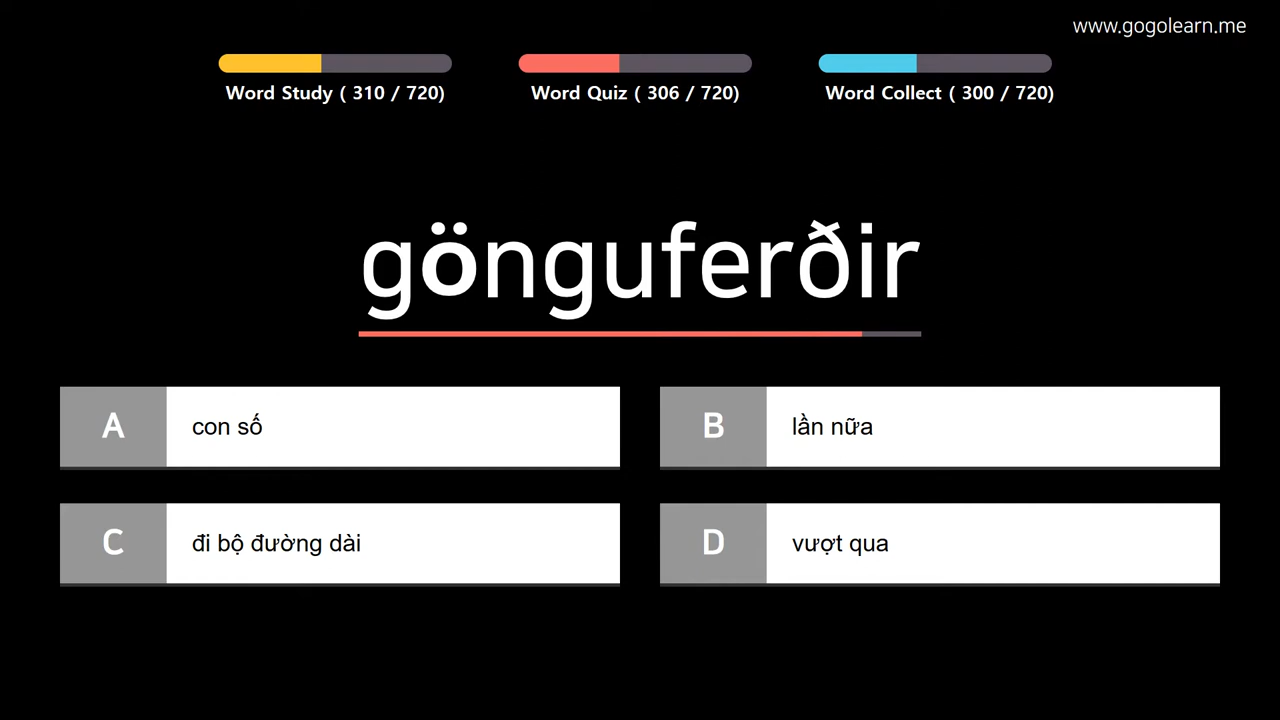 www.gogolearn.me
Word Study ( 310 / 720)
Word Quiz ( 306 / 720)
Word Collect ( 300 / 720)
gönguferðir
A con số
B lần nữa
C đi bộ đường dài
D vượt qua